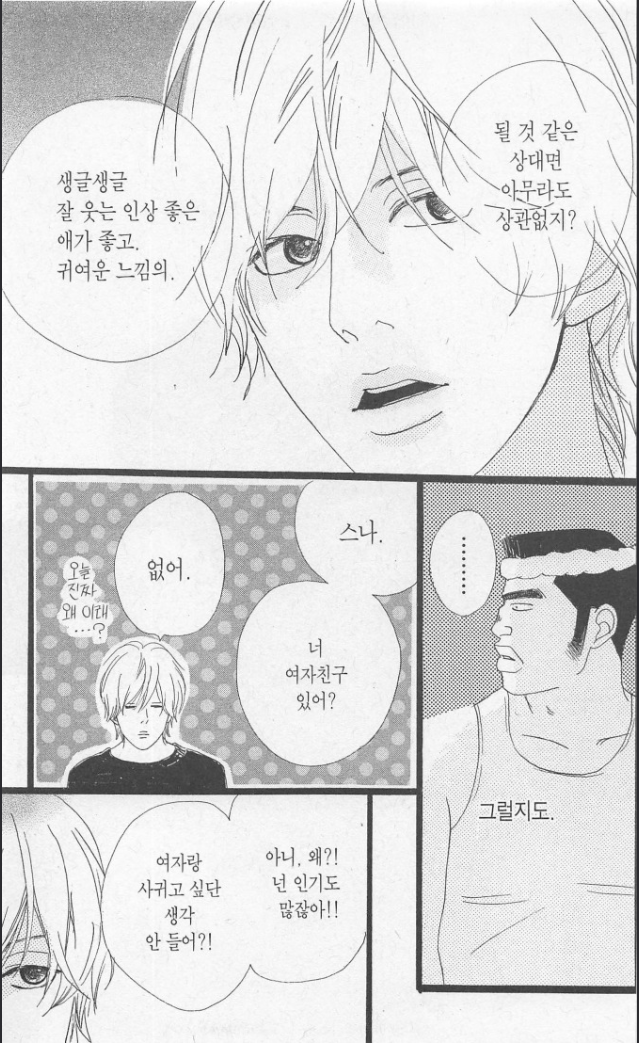 될 것 같은
상대면
아무라도
상관없지?
생글생글
잘 웃는 인상 좋은
애가 좋고,
귀여운 느낌의.
………
그럴지도.
스나.
너
여자친구
있어?
없어.
오늘
진짜
왜 이래
…?
아니, 왜?!
넌 인기도
많잖아!!
여자랑
사귀고 싶단
생각
안 들어?!